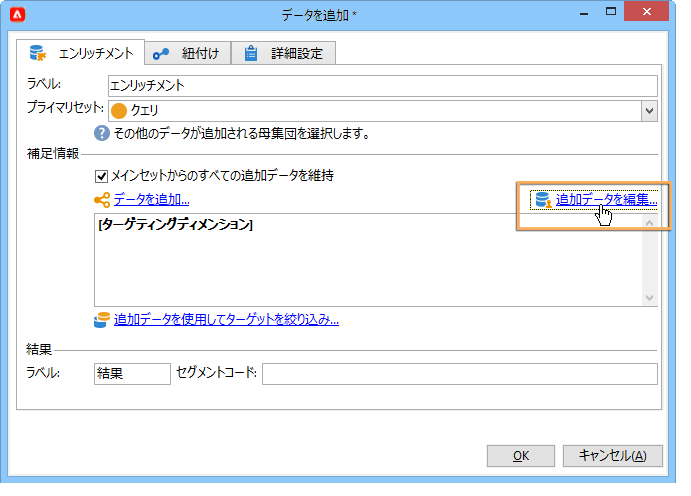 データを追加 *
エンリッチメント 紐付け 詳細設定
ラベル: エンリッチメント
プライマリセット: クエリ
? その他のデータが追加される母集団を選択します。
補足情報
メインセットからのすべての追加データを維持
データを追加... 追加データを編集...
[ターゲティングディメンション]
追加データを使用してターゲットを絞り込み...
結果
ラベル: 結果 セグメントコード:
OK キャンセル(A)